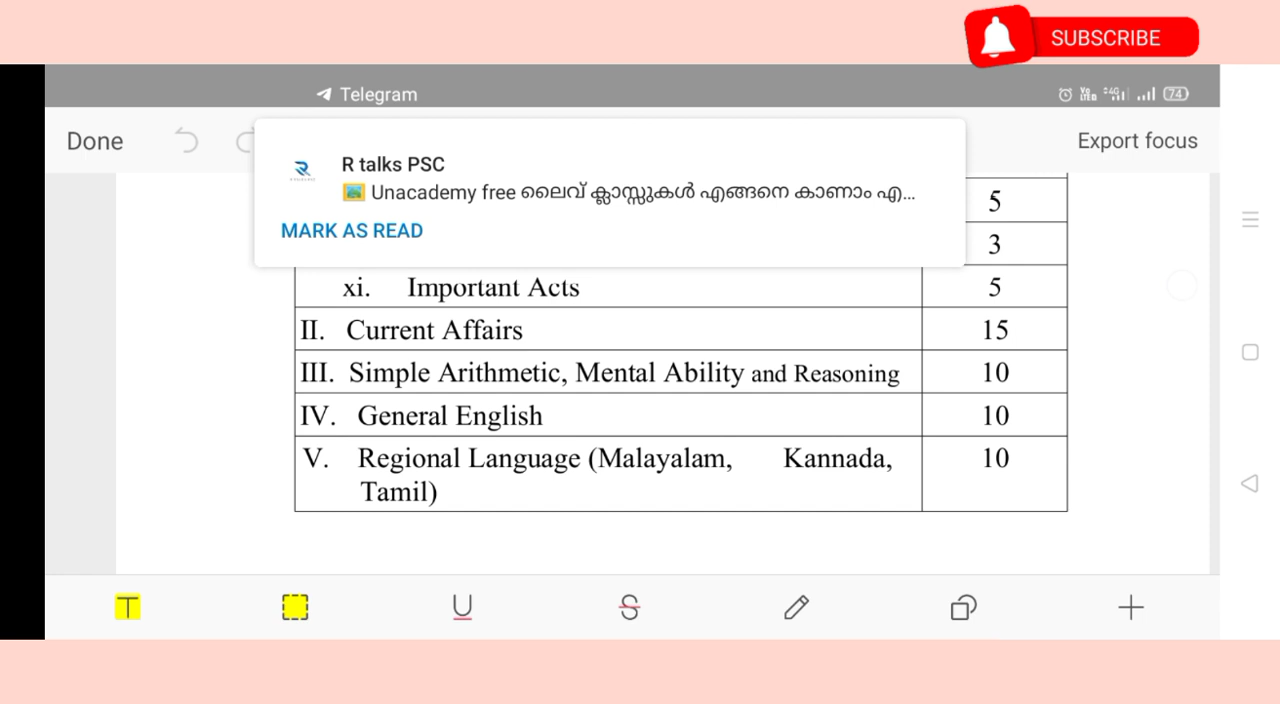 SUBSCRIBE
Telegram
74
Done
Export focus
R talks PSC
Unacademy free ലൈവ് ക്ലാസ്സുകൾ എങ്ങനെ കാണാം എ...
MARK AS READ
5
3
xi. Important Acts 5
II. Current Affairs 15
III. Simple Arithmetic, Mental Ability and Reasoning 10
IV. General English 10
V. Regional Language (Malayalam, Kannada, 10
Tamil)
T
U
S